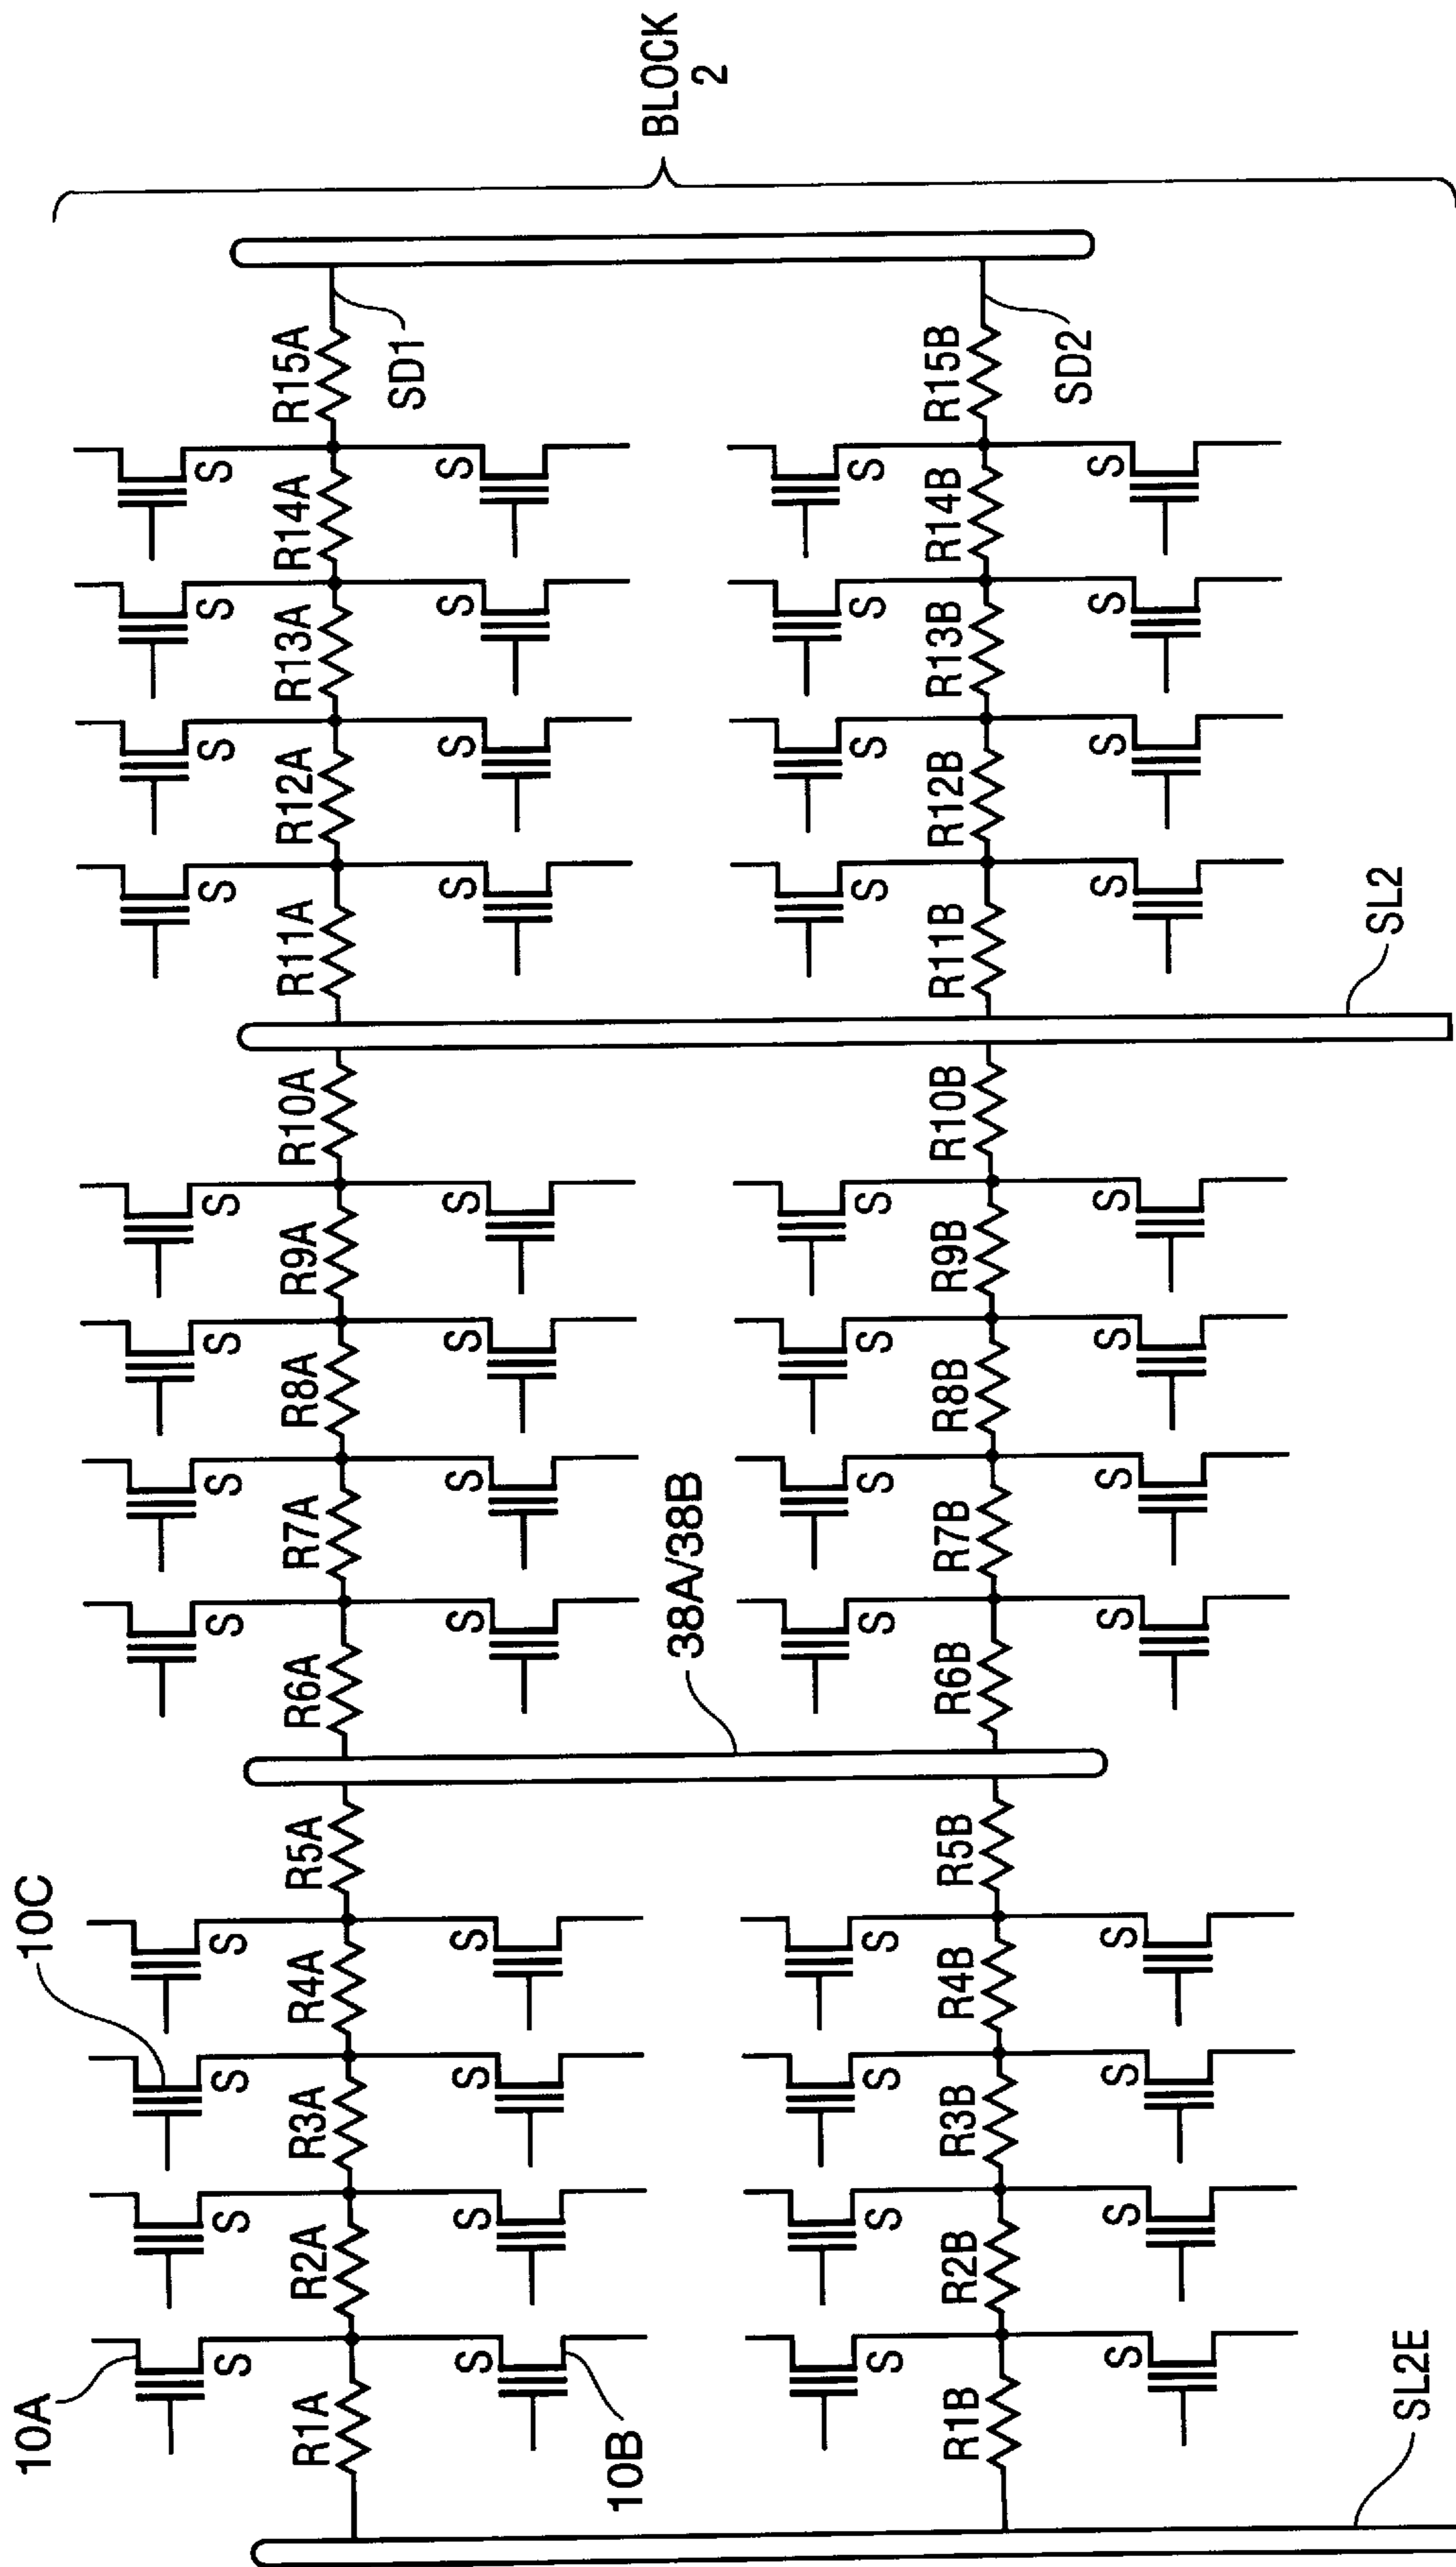 10A
10C
S
S
S
S
S
S
S
S
S
S
S
S
R1A
R2A
R3A
R4A
R5A
R6A
R7A
R8A
R9A
R10A
R11A
R12A
R13A
R14A
R15A
SD1
S
S
S
S
S
S
S
S
S
S
S
S
10B
38A/38B
BLOCK
2
S
S
S
S
S
S
S
S
S
S
S
S
R1B
R2B
R3B
R4B
R5B
R6B
R7B
R8B
R9B
R10B
R11B
R12B
R13B
R14B
R15B
SD2
S
S
S
S
S
S
S
S
S
S
S
S
SL2E
SL2